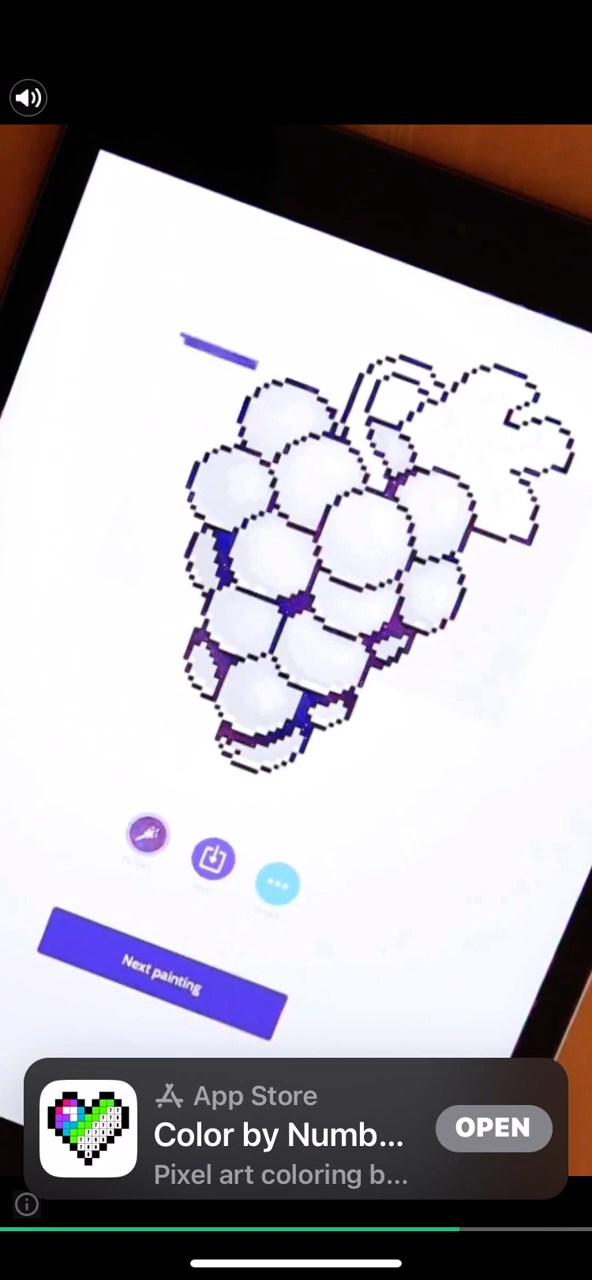 Next painting
App Store
Color by Numb...
OPEN
Pixel art coloring b...